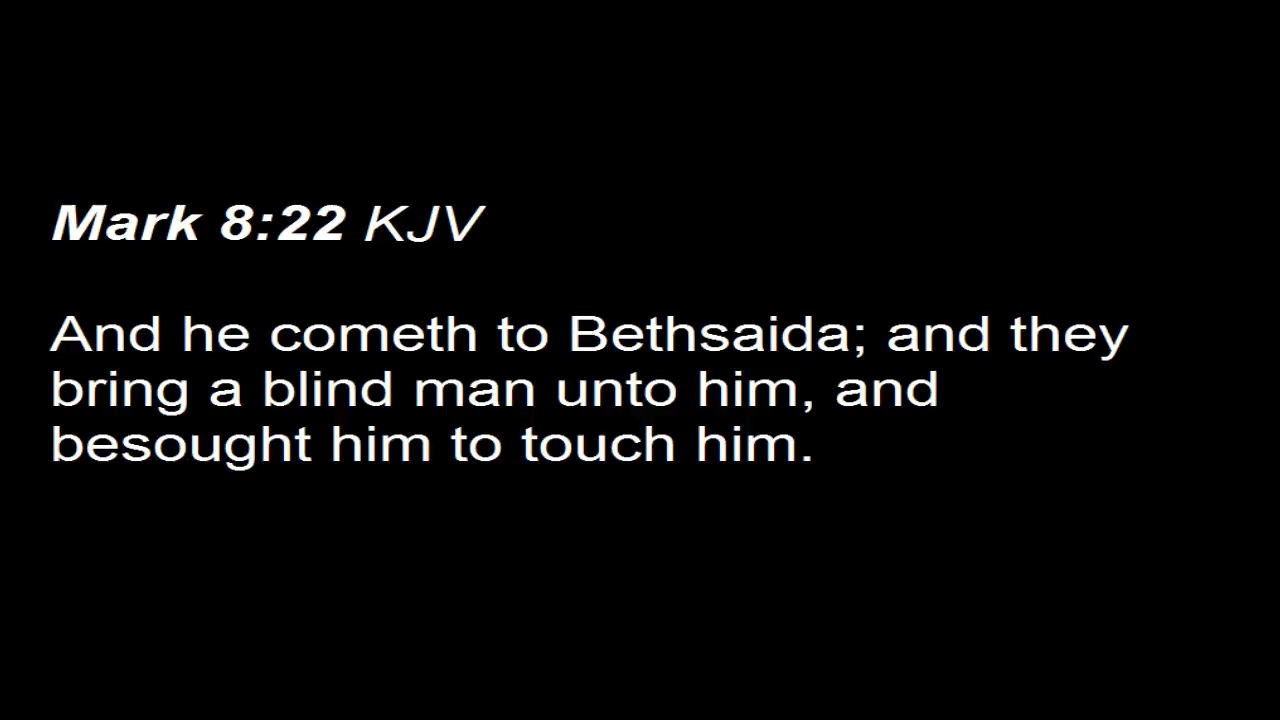 Mark 8:22 KJV
And he cometh to Bethsaida; and they
bring a blind man unto him, and
besought him to touch him.